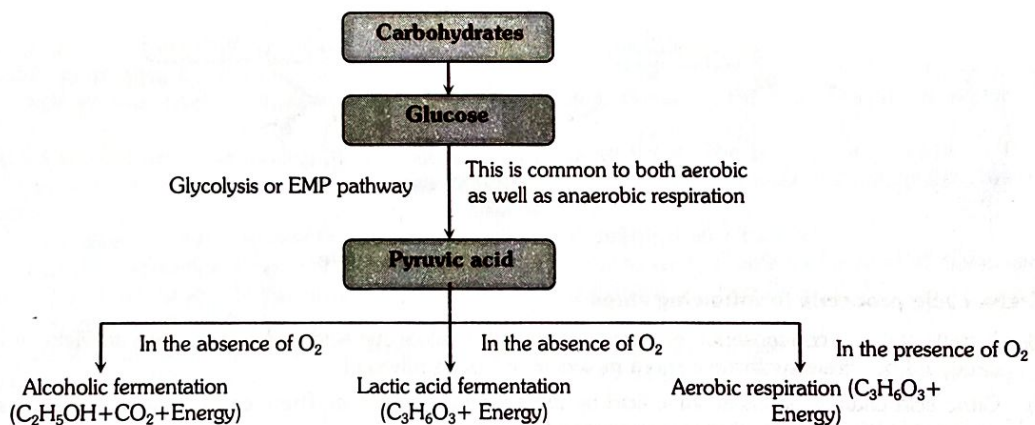 Carbohydrates
Glucose
Glycolysis or EMP pathway
This is common to both aerobic
as well as anaerobic respiration
Pyruvic acid
In the absence of O₂
In the absence of O₂
In the presence of O₂
Alcoholic fermentation
(C₂H₅OH+CO₂+Energy)
Lactic acid fermentation
(C₃H₆O₃+ Energy)
Aerobic respiration (C₃H₆O₃+
Energy)